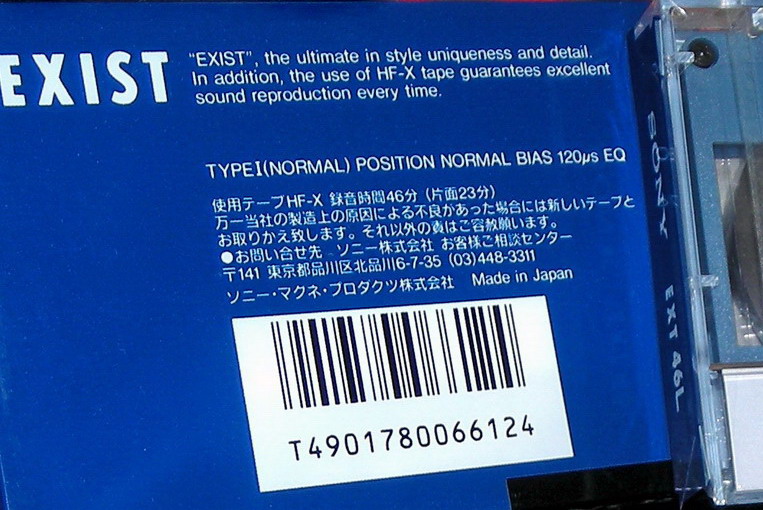 EXIST
"EXIST", the ultimate in style uniqueness and detail.
In addition, the use of HF-X tape guarantees excellent
sound reproduction every time.
TYPEI(NORMAL) POSITION NORMAL BIAS 120μs EQ
使用テープHF-X 録音時間46分（片面23分）
万一当社の製造上の原因による不良があった場合には新しいテープと
お取りかえ致します。それ以外の責はご容赦願います。
●お問い合せ先 ソニー株式会社 お客様ご相談センター
〒141 東京都品川区北品川6-7-35 (03)448-3311
ソニー・マグネ・プロダクツ株式会社 Made in Japan
T4901780066124
SONY EXT 46L